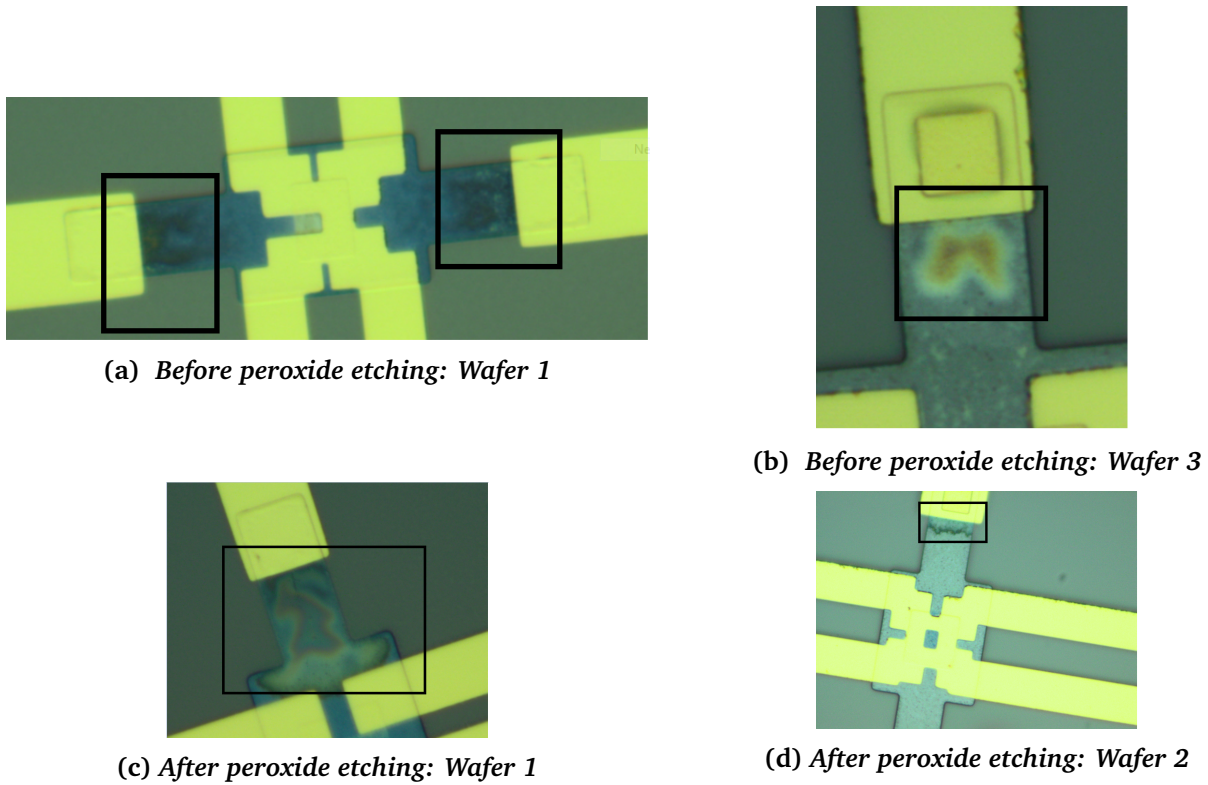 Ne
(a) Before peroxide etching: Wafer 1
(b) Before peroxide etching: Wafer 3
(c) After peroxide etching: Wafer 1
(d) After peroxide etching: Wafer 2